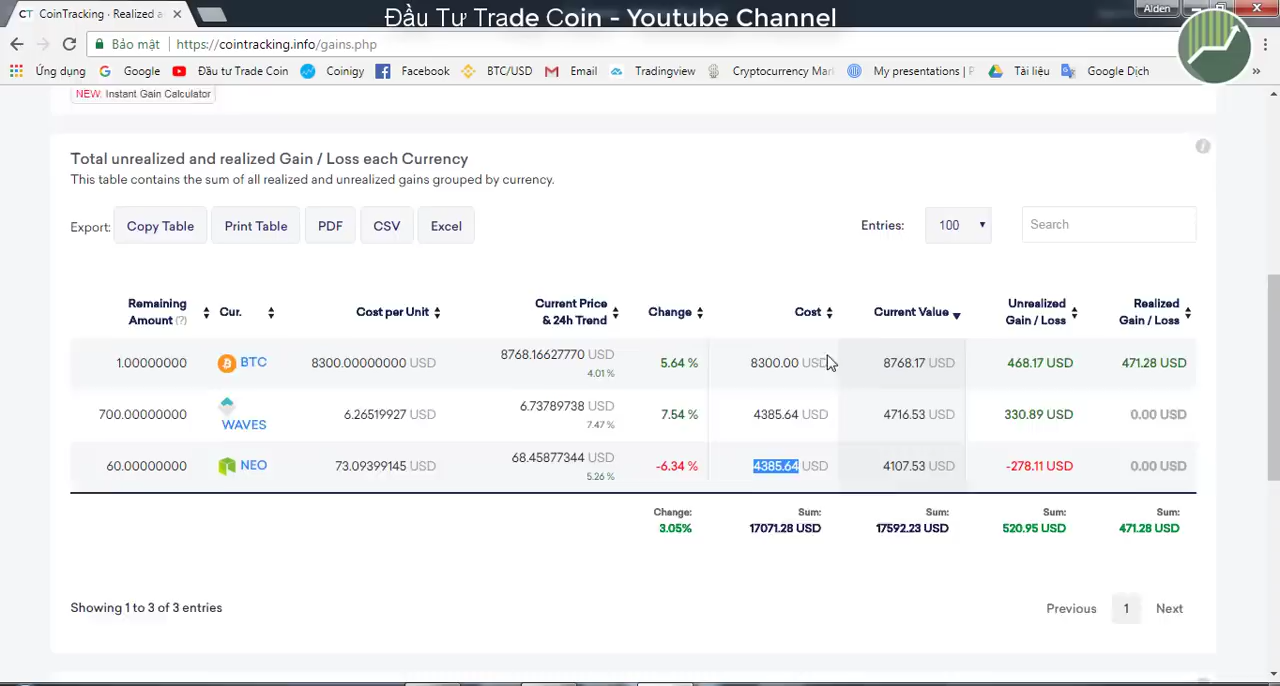 CT CoinTracking · Realized a
Đầu Tư Trade Coin - Youtube Channel
Alden
Bảo mật https://cointracking.info/gains.php
Ứng dụng Google Đầu tư Trade Coin Coinigy Facebook BTC/USD Email Tradingview Cryptocurrency Mark My presentations | P Tài liệu Google Dịch »
NEW: Instant Gain Calculator
Total unrealized and realized Gain / Loss each Currency
This table contains the sum of all realized and unrealized gains grouped by currency.
Export: Copy Table Print Table PDF CSV Excel Entries: 100 Search
Remaining Amount (?) Cur. Cost per Unit Current Price & 24h Trend Change Cost Current Value Unrealized Gain / Loss Realized Gain / Loss
1.00000000 BTC 8300.00000000 USD 8768.16627770 USD 4.01 % 5.64 % 8300.00 USD 8768.17 USD 468.17 USD 471.28 USD
700.00000000 WAVES 6.26519927 USD 6.73789738 USD 7.47 % 7.54 % 4385.64 USD 4716.53 USD 330.89 USD 0.00 USD
60.00000000 NEO 73.09399145 USD 68.45877344 USD 5.26 % -6.34 % 4385.64 USD 4107.53 USD -278.11 USD 0.00 USD
Change: Sum: Sum: Sum: Sum:
3.05% 17071.28 USD 17592.23 USD 520.95 USD 471.28 USD
Showing 1 to 3 of 3 entries Previous 1 Next